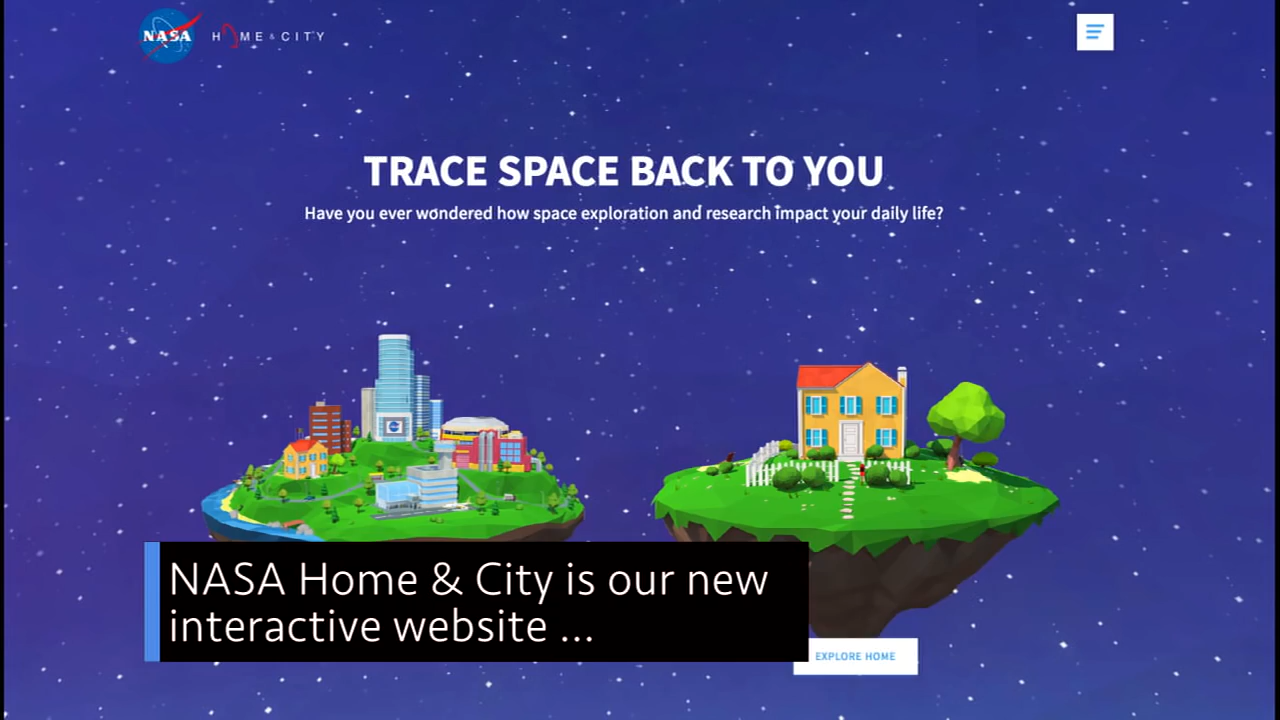 NASA HOME & CITY
TRACE SPACE BACK TO YOU
Have you ever wondered how space exploration and research impact your daily life?
NASA Home & City is our new
interactive website ...
EXPLORE HOME